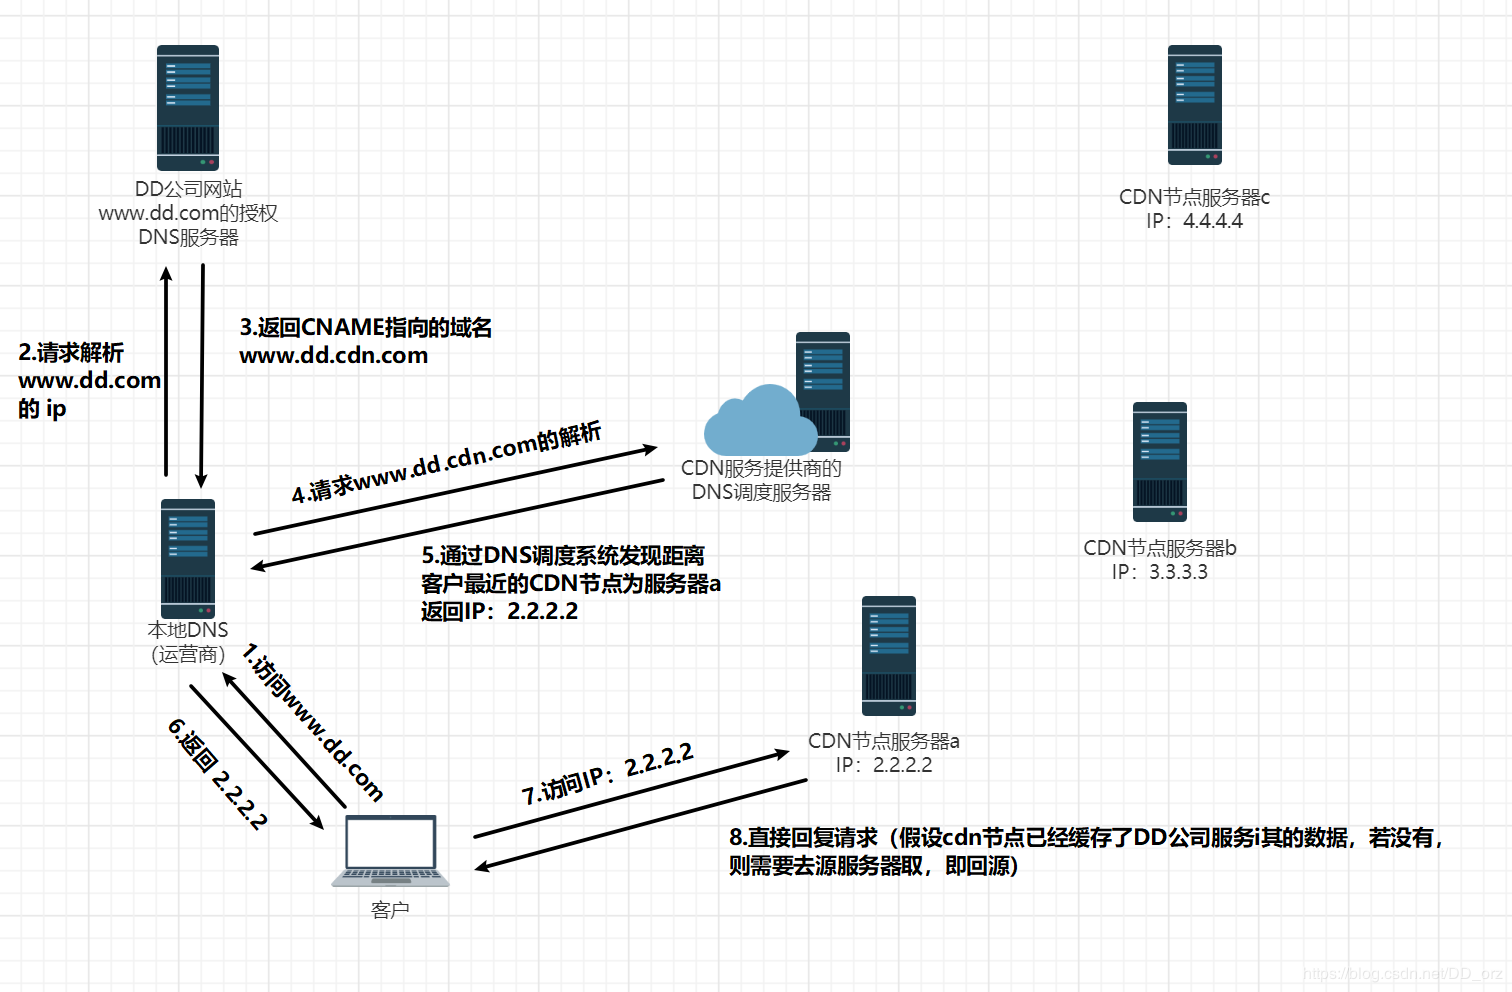 DD公司网站
www.dd.com的授权
DNS服务器
CDN节点服务器c
IP：4.4.4.4
2.请求解析
www.dd.com
的 ip
3.返回CNAME指向的域名
www.dd.cdn.com
4.请求www.dd.cdn.com的解析
CDN服务提供商的
DNS调度服务器
5.通过DNS调度系统发现距离
客户最近的CDN节点为服务器a
返回IP：2.2.2.2
CDN节点服务器b
IP：3.3.3.3
本地DNS
（运营商）
1.访问www.dd.com
6.返回 2.2.2.2
7.访问IP：2.2.2.2
CDN节点服务器a
IP：2.2.2.2
8.直接回复请求（假设cdn节点已经缓存了DD公司服务i其的数据，若没有，
则需要去源服务器取，即回源）
客户
https://blog.csdn.net/DD_orz